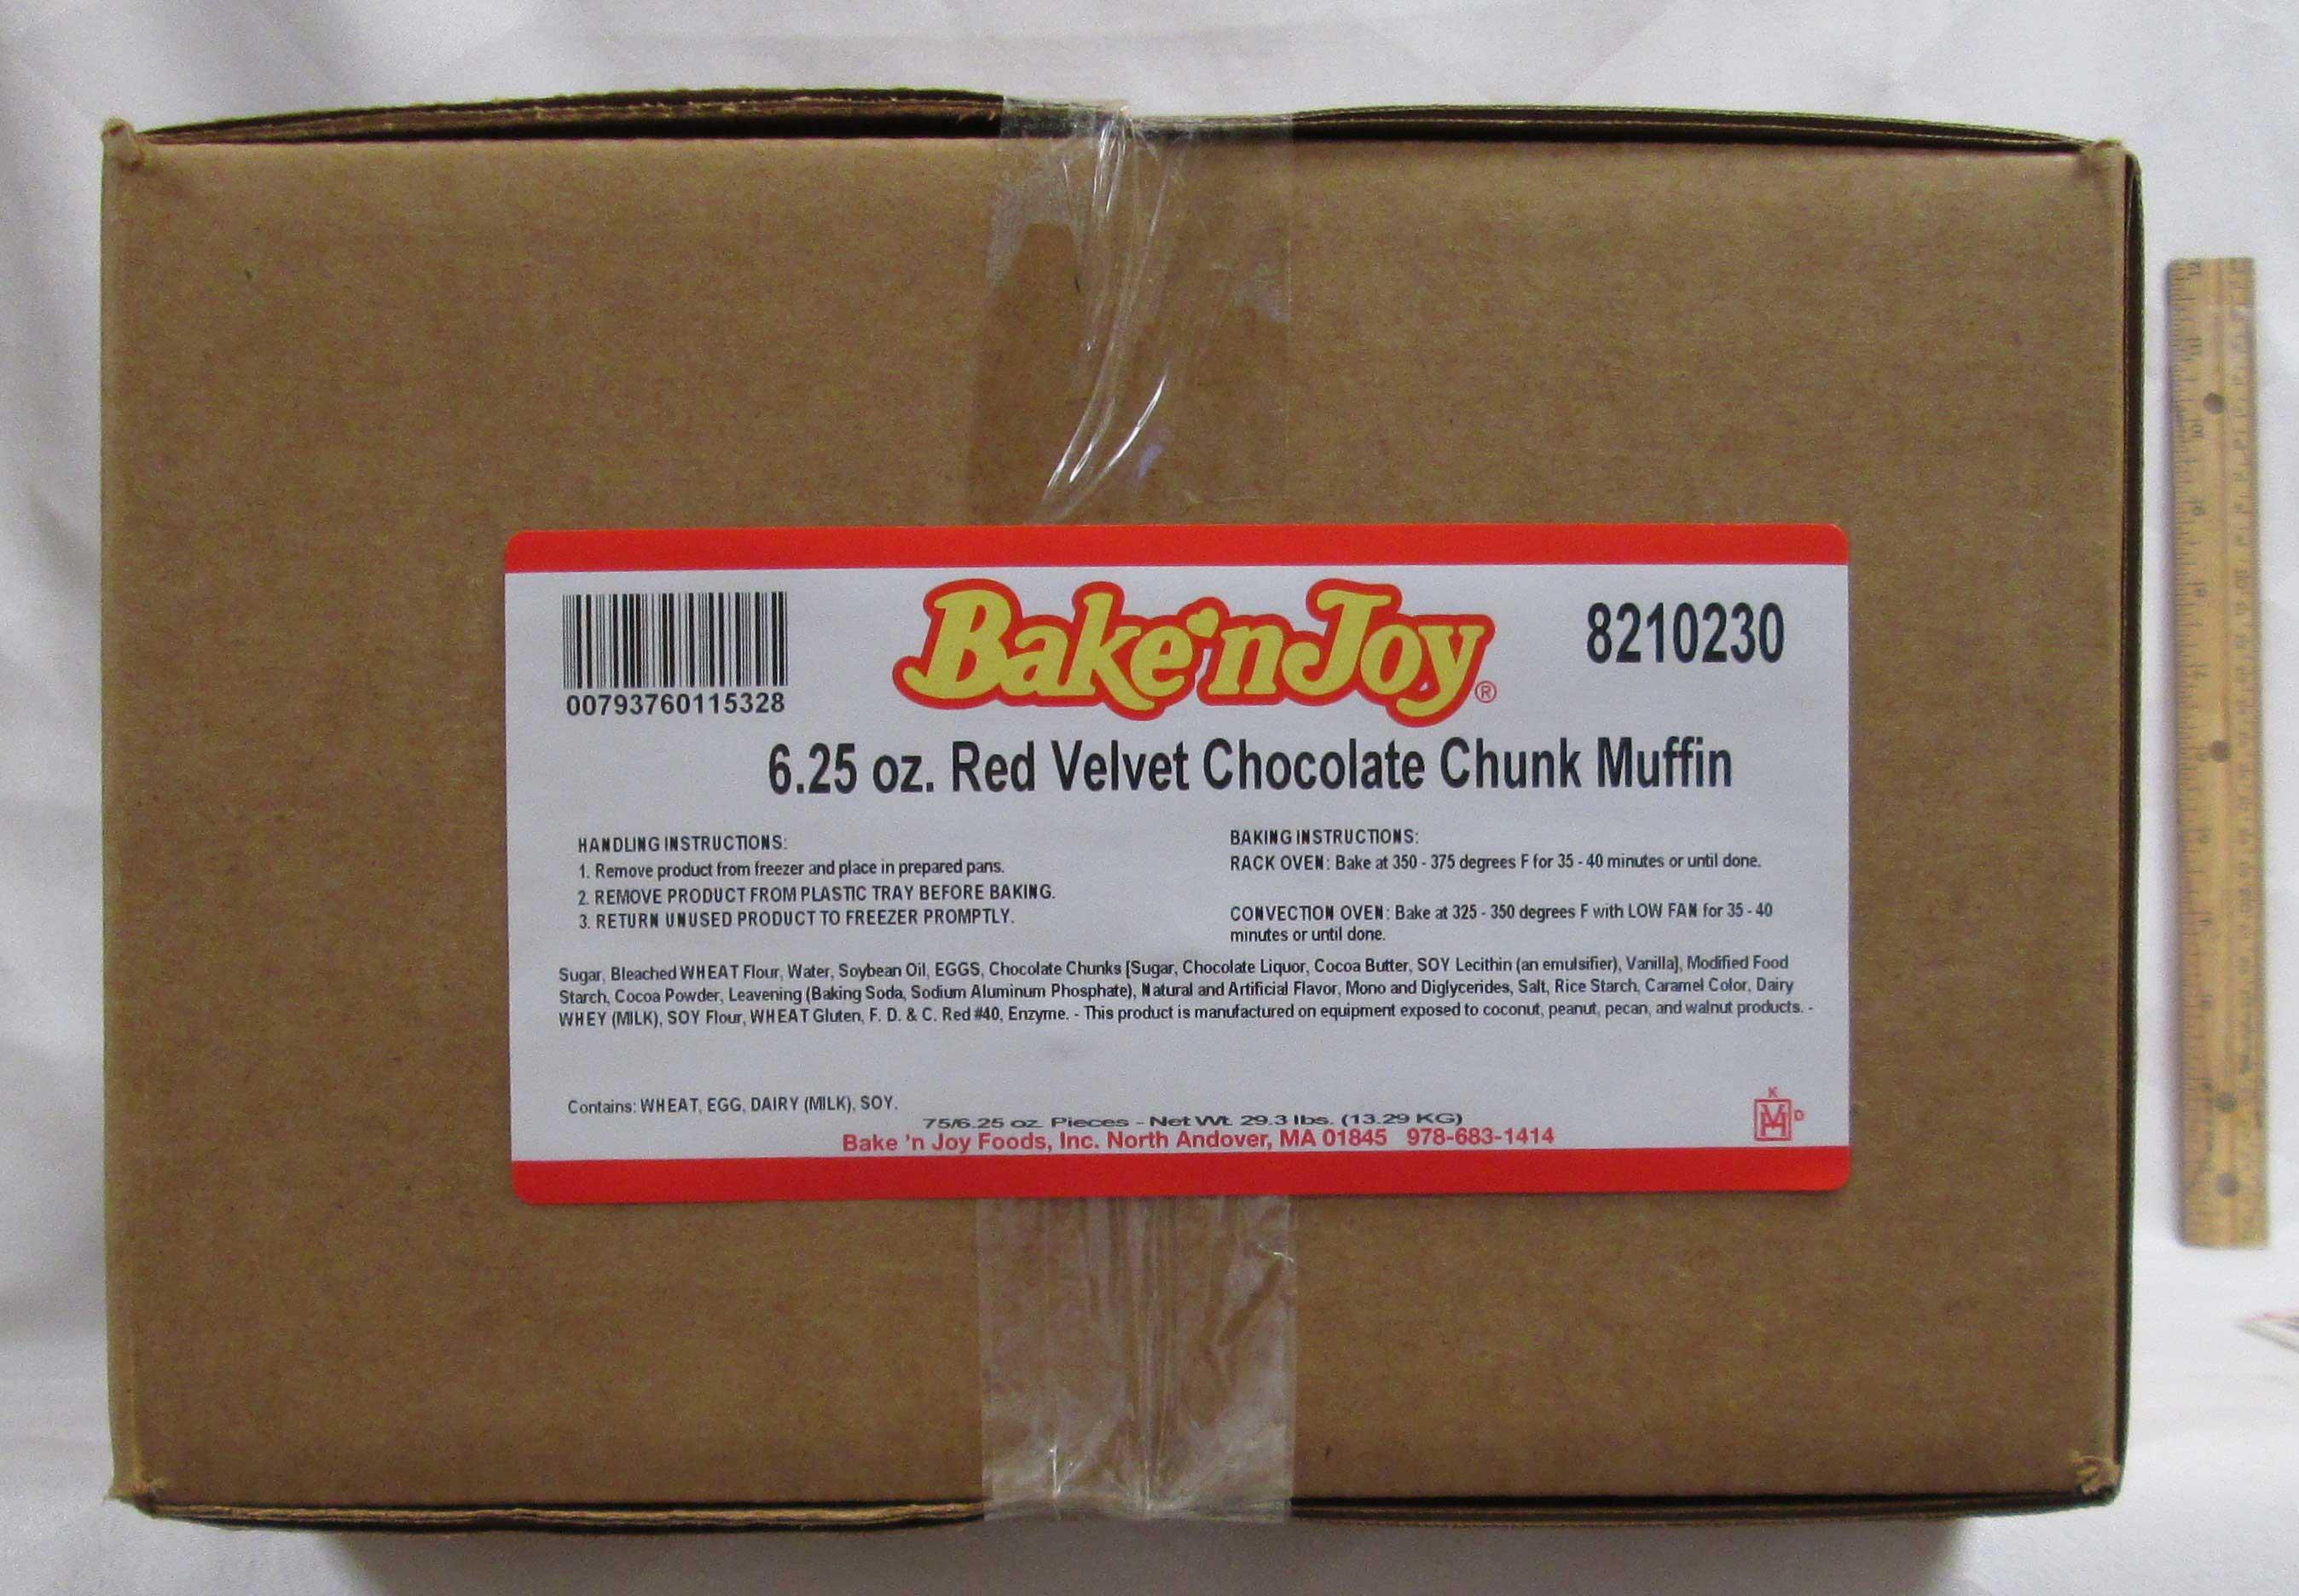 Bake'n Joy®
8210230
00793760115328
6.25 oz. Red Velvet Chocolate Chunk Muffin
HANDLING INSTRUCTIONS:
1. Remove product from freezer and place in prepared pans.
2. REMOVE PRODUCT FROM PLASTIC TRAY BEFORE BAKING.
3. RETURN UNUSED PRODUCT TO FREEZER PROMPTLY.
BAKING INSTRUCTIONS:
RACK OVEN: Bake at 350 - 375 degrees F for 35 - 40 minutes or until done.
CONVECTION OVEN: Bake at 325 - 350 degrees F with LOW FAN for 35 - 40
minutes or until done.
Sugar, Bleached WHEAT Flour, Water, Soybean Oil, EGGS, Chocolate Chunks [Sugar, Chocolate Liquor, Cocoa Butter, SOY Lecithin (an emulsifier), Vanilla], Modified Food
Starch, Cocoa Powder, Leavening (Baking Soda, Sodium Aluminum Phosphate), Natural and Artificial Flavor, Mono and Diglycerides, Salt, Rice Starch, Caramel Color, Dairy
WHEY (MILK), SOY Flour, WHEAT Gluten, F. D. & C. Red #40, Enzyme. - This product is manufactured on equipment exposed to coconut, peanut, pecan, and walnut products. -
Contains: WHEAT, EGG, DAIRY (MILK), SOY.
75/6.25 oz. Pieces - Net Wt. 29.3 lbs. (13.29 KG)
Bake 'n Joy Foods, Inc. North Andover, MA 01845 978-683-1414
K
D